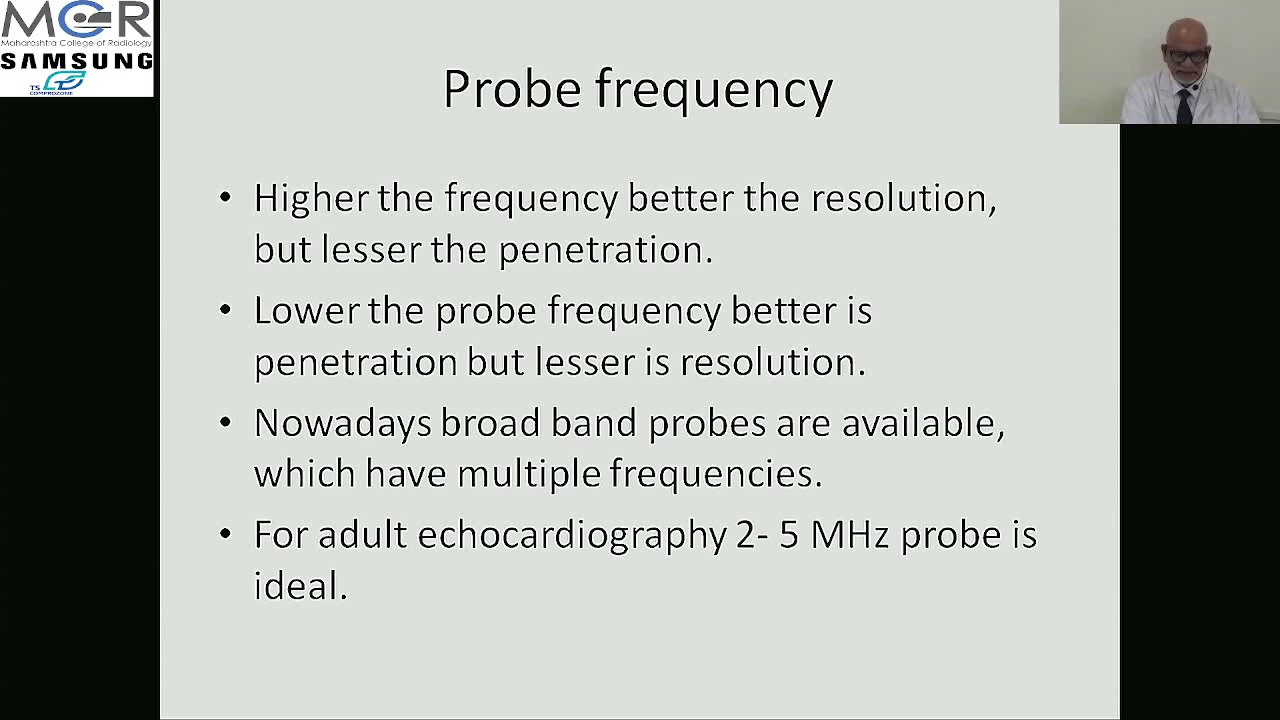 MCR
Maharashtra College of Radiology
SAMSUNG
TS
COMPROZONE
Probe frequency
• Higher the frequency better the resolution,
but lesser the penetration.
• Lower the probe frequency better is
penetration but lesser is resolution.
• Nowadays broad band probes are available,
which have multiple frequencies.
• For adult echocardiography 2- 5 MHz probe is
ideal.